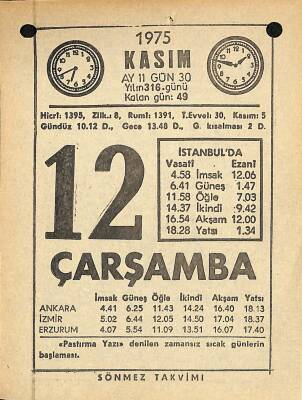 1975
KASIM
AY 11 GÜN 30
Yılın 316. günü
Kalan gün: 49
Hicrî: 1395, Zilk.: 8, Rumî: 1391, T.Evvel: 30, Kasım: 5
Gündüz 10.12 D., Gece 13.48 D., G. kısalması 2 D.
12
İSTANBUL'DA
Vasatî Ezanî
4.58 İmsak 12.06
6.41 Güneş 1.47
11.58 Öğle 7.03
14.37 İkindi 9.42
16.54 Akşam 12.00
18.28 Yatsı 1.34
ÇARŞAMBA
İmsak Güneş Öğle İkindi Akşam Yatsı
ANKARA 4.41 6.25 11.43 14.24 16.40 18.13
İZMİR 5.02 6.44 12.05 14.50 17.04 18.37
ERZURUM 4.07 5.54 11.09 13.51 16.07 17.40
«Pastırma Yazı» denilen zamansız sıcak günlerin
başlaması.
SÖNMEZ TAKVİMİ